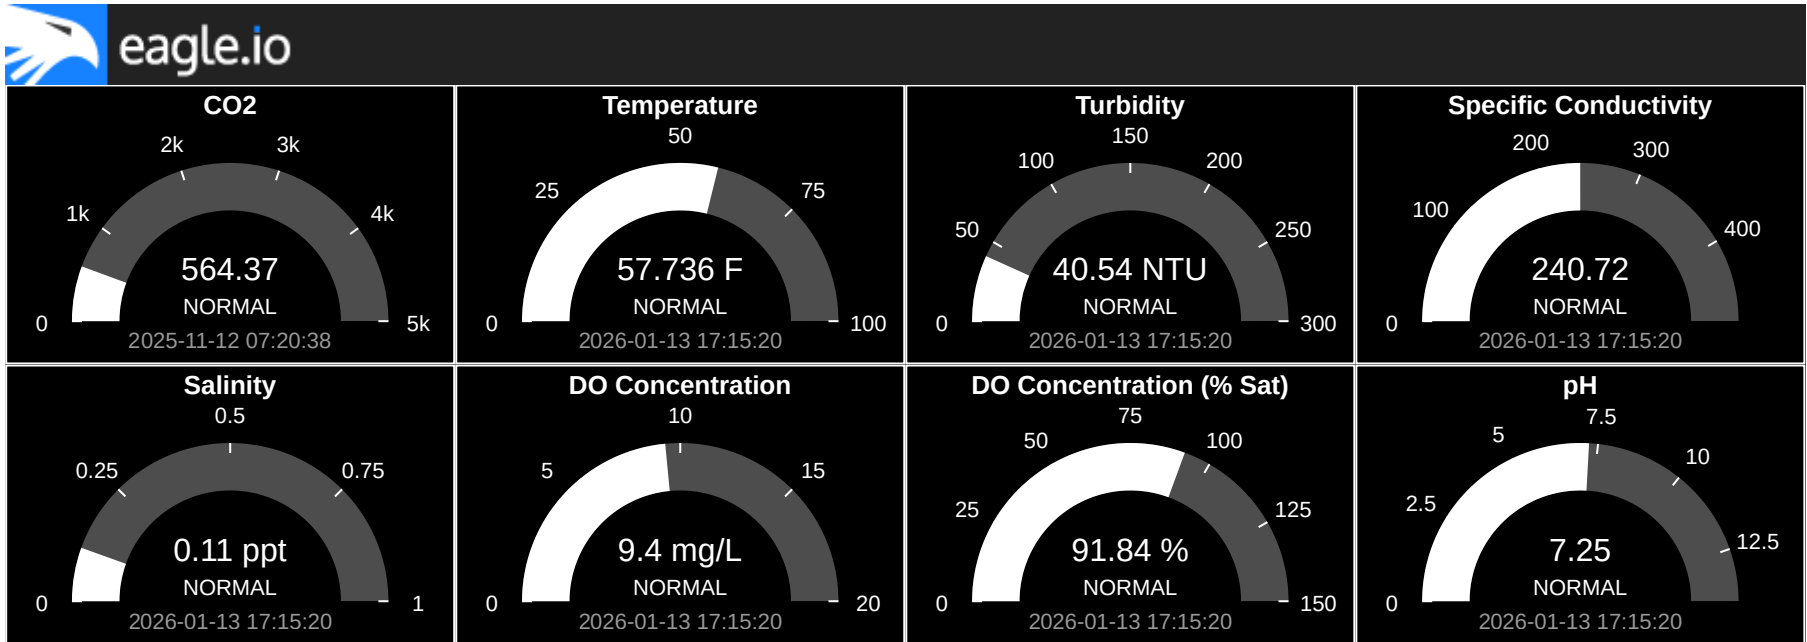 eagle.io
CO2
2k
3k
1k
4k
564.37
NORMAL
0
5k
2025-11-12 07:20:38
Temperature
50
25
75
57.736 F
NORMAL
0
100
2026-01-13 17:15:20
Turbidity
150
100
200
50
250
40.54 NTU
NORMAL
0
300
2026-01-13 17:15:20
Specific Conductivity
200
300
100
400
240.72
NORMAL
0
2026-01-13 17:15:20
Salinity
0.5
0.25
0.75
0.11 ppt
NORMAL
0
1
2026-01-13 17:15:20
DO Concentration
10
5
15
9.4 mg/L
NORMAL
0
20
2026-01-13 17:15:20
DO Concentration (% Sat)
75
50
100
25
125
91.84 %
NORMAL
0
150
2026-01-13 17:15:20
pH
7.5
5
10
2.5
12.5
7.25
NORMAL
0
2026-01-13 17:15:20